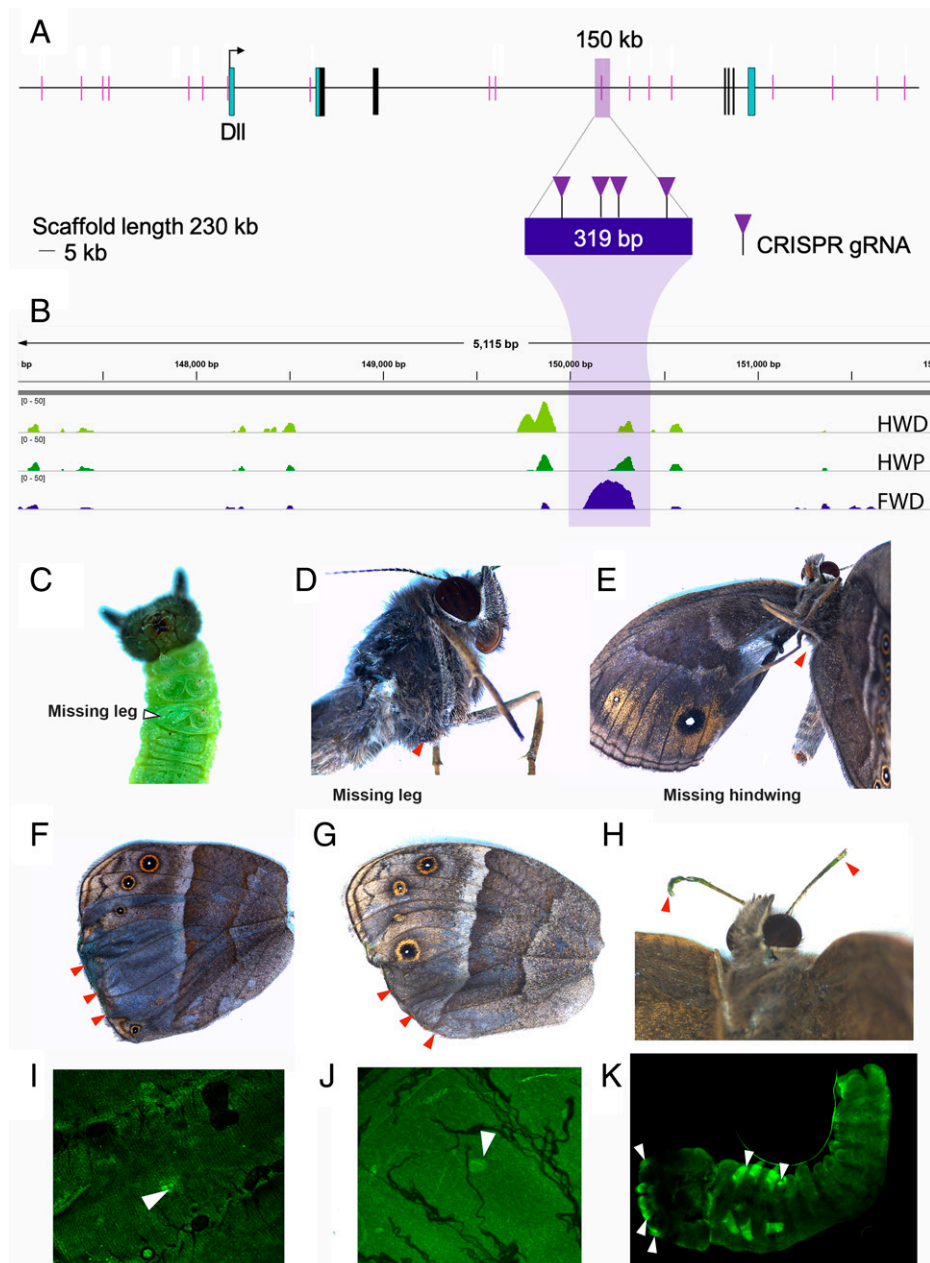 A
150 kb
Dll
319 bp
CRISPR gRNA
Scaffold length 230 kb
5 kb
B
5,115 bp
bp
148,000 bp
149,000 bp
150,000 bp
151,000 bp
[0 - 50]
HWD
[0 - 50]
HWP
[0 - 50]
FWD
C
D
E
Missing leg
Missing leg
Missing hindwing
F
G
H
I
J
K